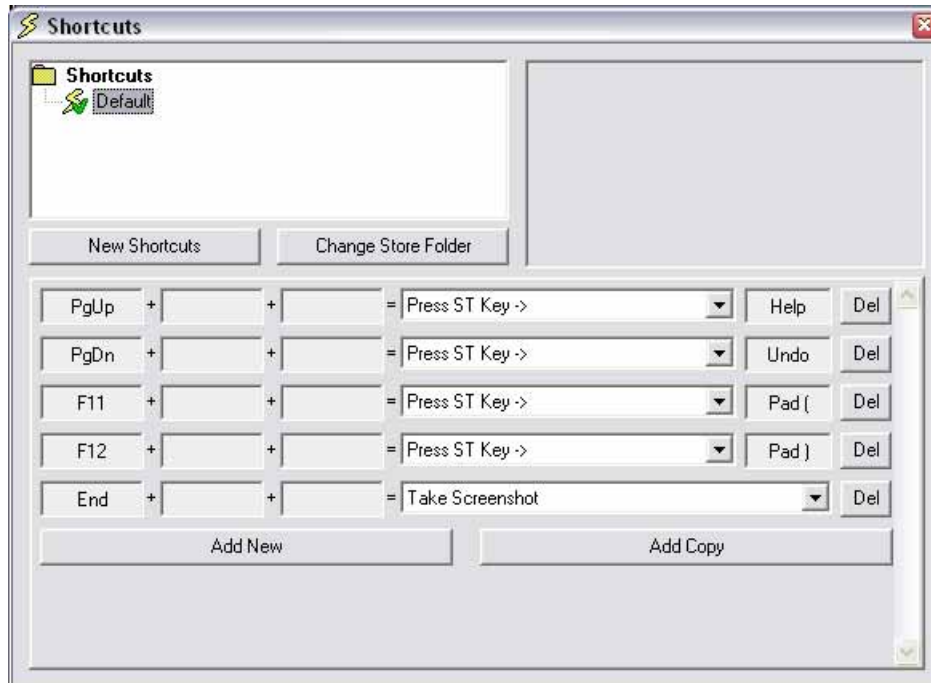 Shortcuts
Shortcuts
Default
New Shortcuts
Change Store Folder
PgUp + + = Press ST Key -> Help Del
PgDn + + = Press ST Key -> Undo Del
F11 + + = Press ST Key -> Pad ( Del
F12 + + = Press ST Key -> Pad ) Del
End + + = Take Screenshot Del
Add New Add Copy